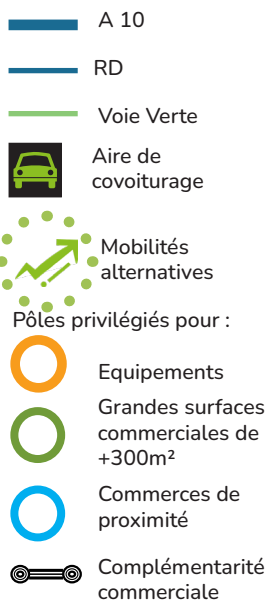 A 10
RD
Voie Verte
Aire de
covoiturage
Mobilités
alternatives
Pôles privilégiés pour :
Equipements
Grandes surfaces
commerciales de
+300m²
Commerces de
proximité
Complémentarité
commerciale